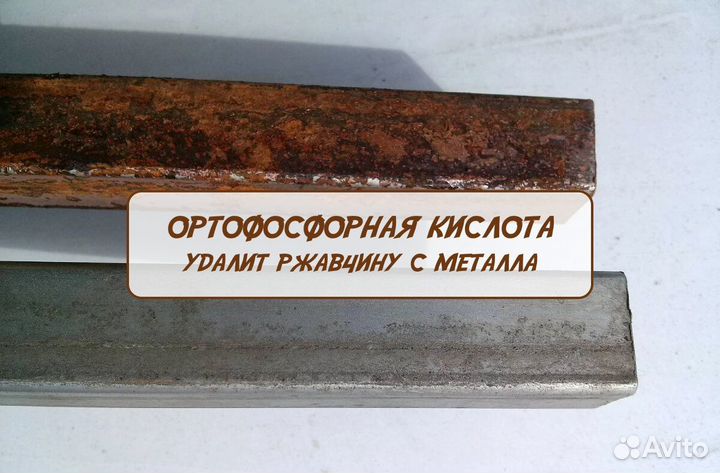 ОРТОФОСФОРНАЯ КИСЛОТА
УДАЛИТ РЖАВЧИНУ С МЕТАЛЛА
Avito